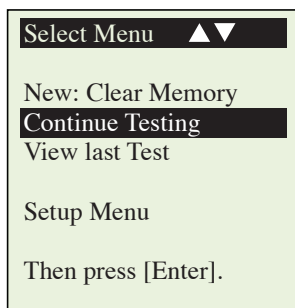 Select Menu ▲▼
New: Clear Memory
Continue Testing
View last Test
Setup Menu
Then press [Enter].